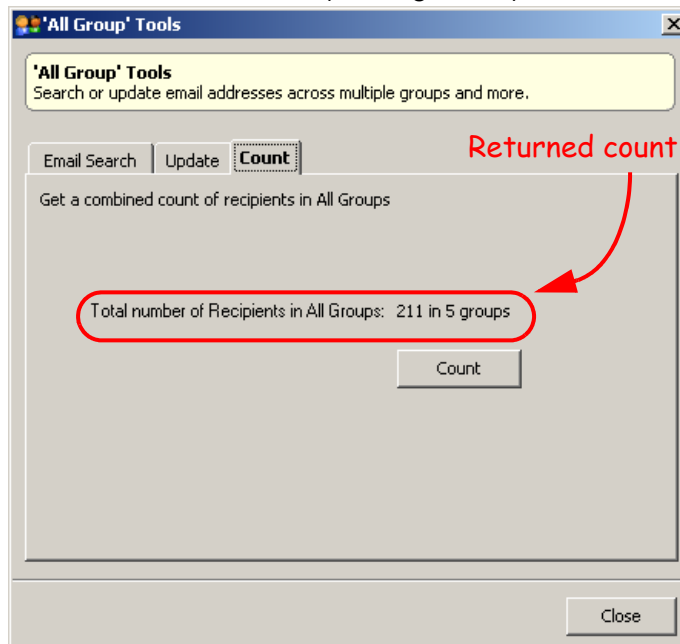 'All Group' Tools
'All Group' Tools
Search or update email addresses across multiple groups and more.
Email Search Update Count
Returned count
Get a combined count of recipients in All Groups
Total number of Recipients in All Groups: 211 in 5 groups
Count
Close